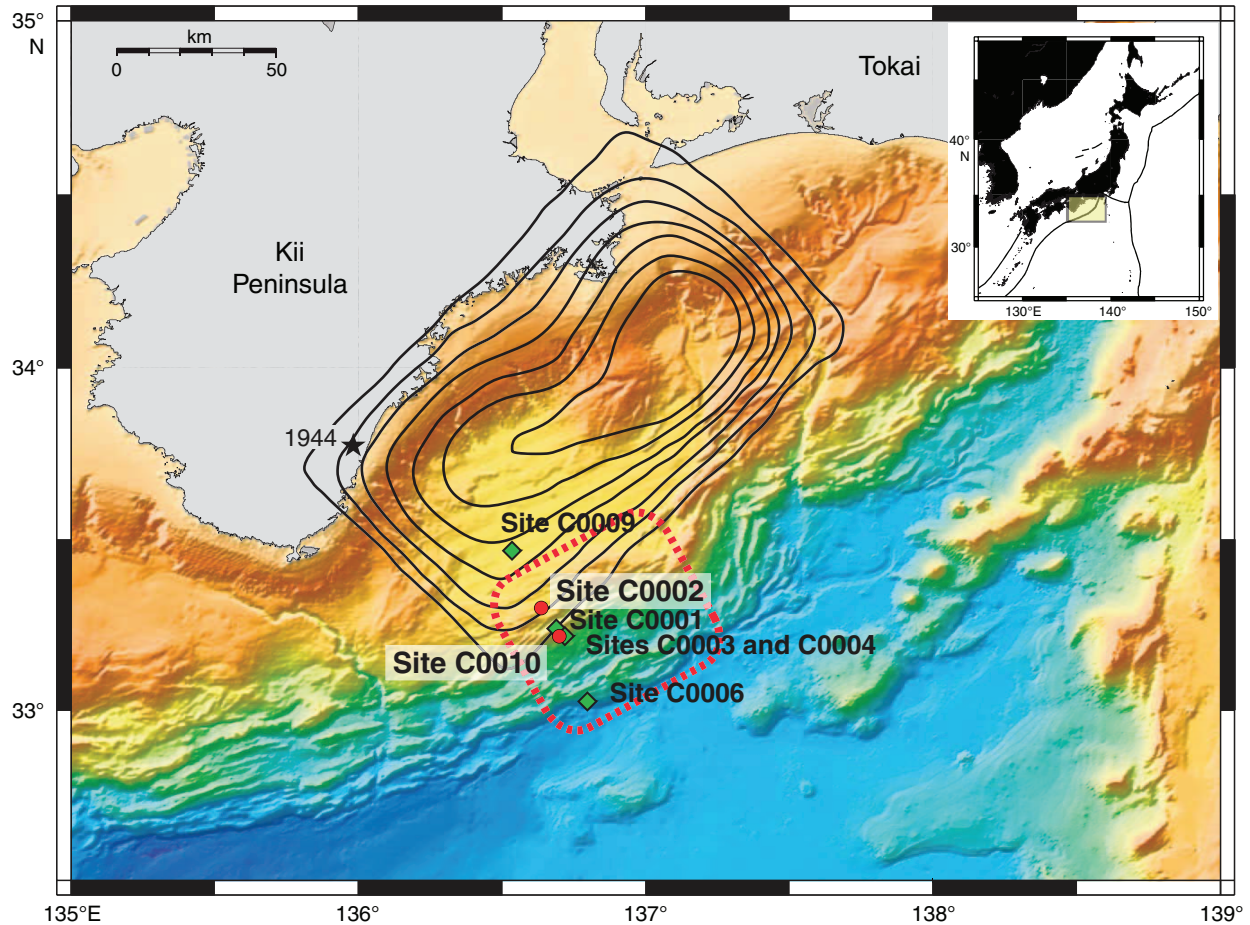 35°
N
km
0
50
Tokai
40°
N
30°
130°E
140°
150°
Kii
Peninsula
34°
1944
Site C0009
Site C0002
Site C0001
Sites C0003 and C0004
Site C0010
Site C0006
33°
135°E
136°
137°
138°
139°